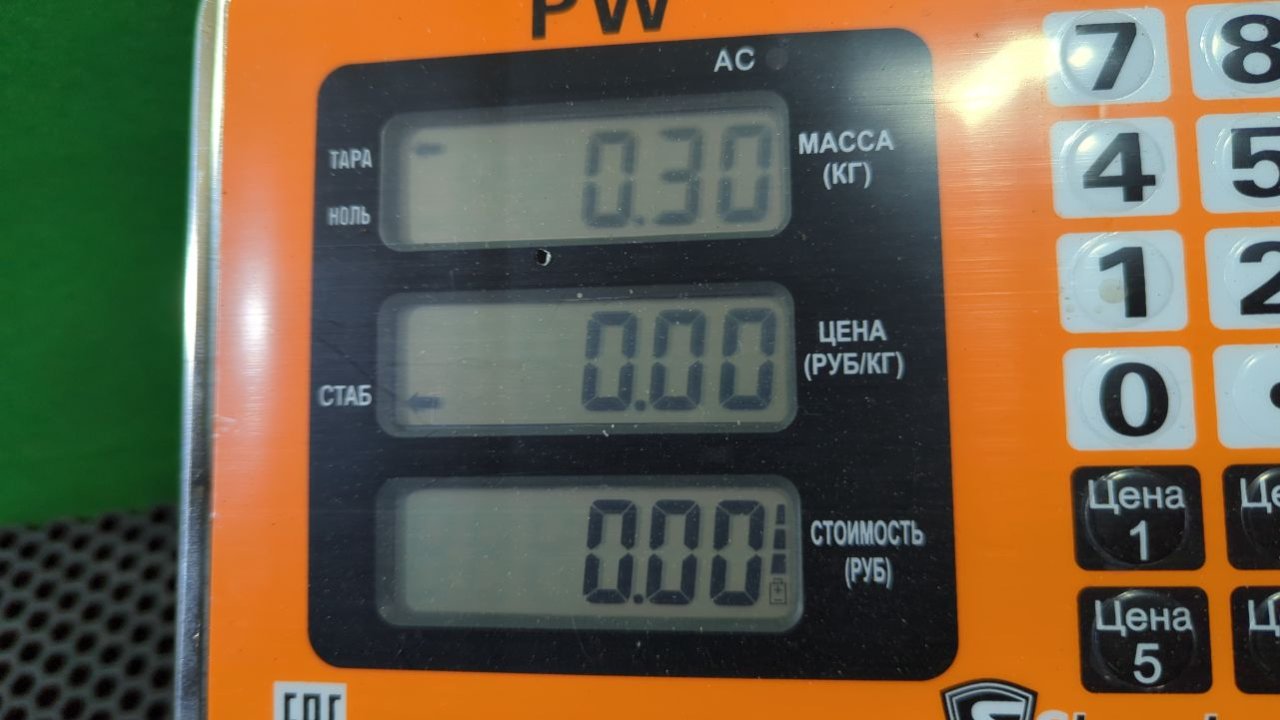 PW
AC
ТАРА
НОЛЬ
0.30
МАССА
(КГ)
СТАБ
0.00
ЦЕНА
(РУБ/КГ)
0.00
СТОИМОСТЬ
(РУБ)
7 8
4 5
1 2
0 .
Цена
1
Цена
5